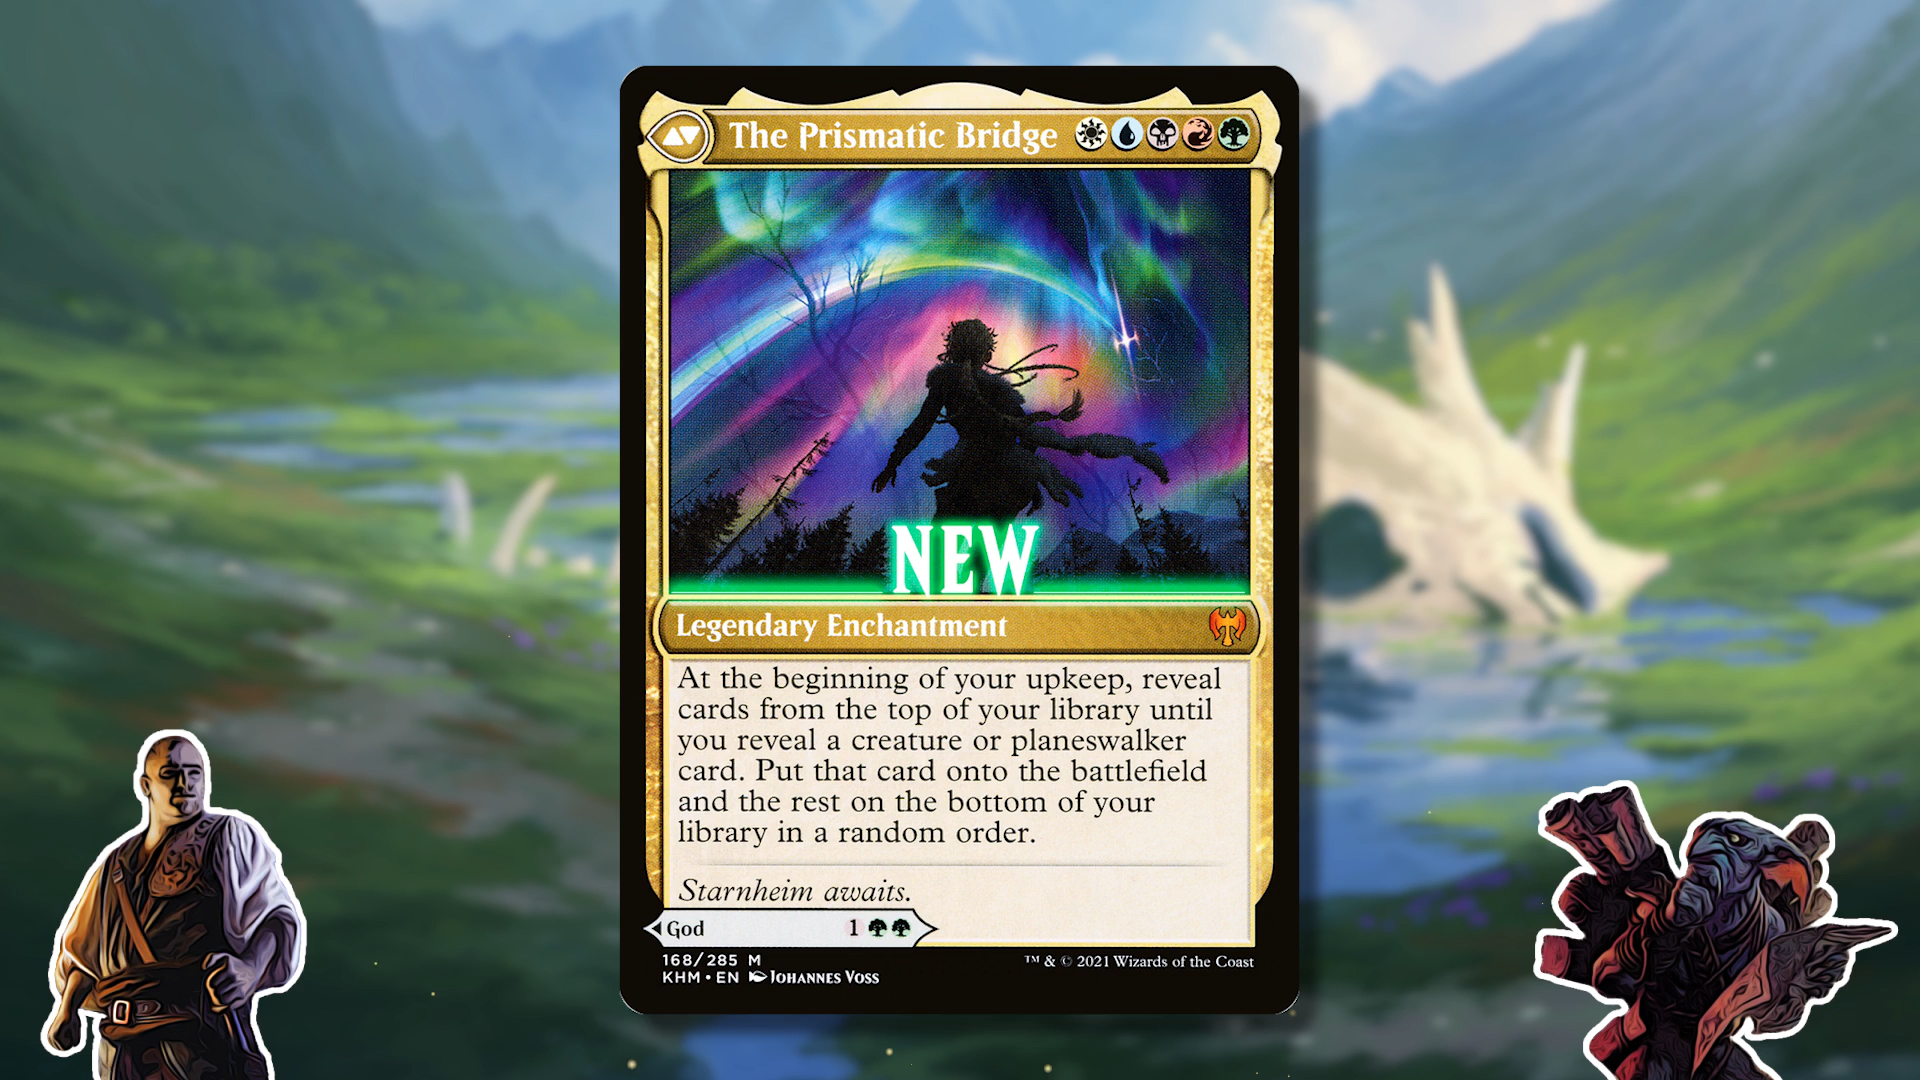 The Prismatic Bridge
NEW
Legendary Enchantment
At the beginning of your upkeep, reveal
cards from the top of your library until
you reveal a creature or planeswalker
card. Put that card onto the battlefield
and the rest on the bottom of your
library in a random order.
Starnheim awaits.
God 1
168/285 M
™ & © 2021 Wizards of the Coast
KHM • EN Johannes Voss